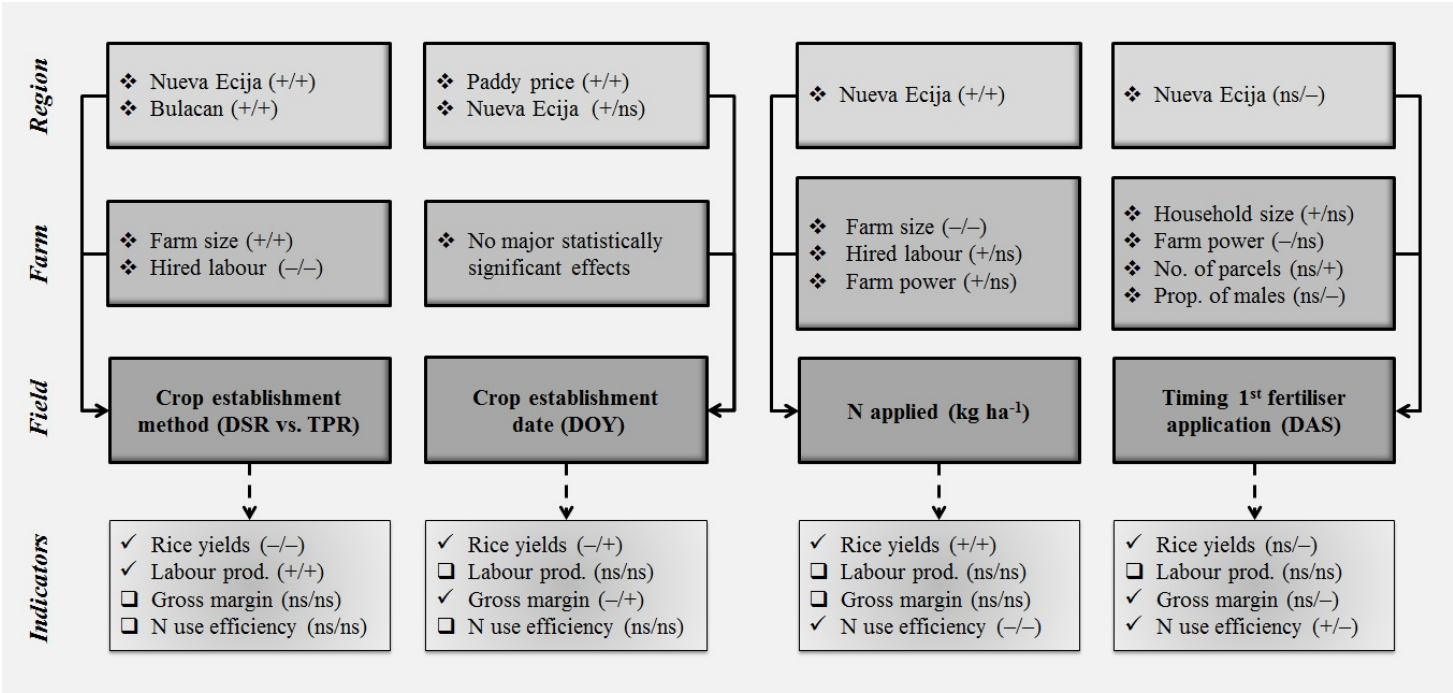 Region
❖ Nueva Ecija (+/+)
❖ Bulacan (+/+)
❖ Paddy price (+/+)
❖ Nueva Ecija (+/ns)
❖ Nueva Ecija (+/+)
❖ Nueva Ecija (ns/–)
Farm
❖ Farm size (+/+)
❖ Hired labour (–/–)
❖ No major statistically
significant effects
❖ Farm size (–/–)
❖ Hired labour (+/ns)
❖ Farm power (+/ns)
❖ Household size (+/ns)
❖ Farm power (–/ns)
❖ No. of parcels (ns/+)
❖ Prop. of males (ns/–)
Field
Crop establishment
method (DSR vs. TPR)
Crop establishment
date (DOY)
N applied (kg ha⁻¹)
Timing 1ˢᵗ fertiliser
application (DAS)
Indicators
✓ Rice yields (–/–)
✓ Labour prod. (+/+)
❑ Gross margin (ns/ns)
❑ N use efficiency (ns/ns)
✓ Rice yields (–/+)
❑ Labour prod. (ns/ns)
✓ Gross margin (–/+)
❑ N use efficiency (ns/ns)
✓ Rice yields (+/+)
❑ Labour prod. (ns/ns)
❑ Gross margin (ns/ns)
✓ N use efficiency (–/–)
✓ Rice yields (ns/–)
❑ Labour prod. (ns/ns)
✓ Gross margin (ns/–)
✓ N use efficiency (+/–)